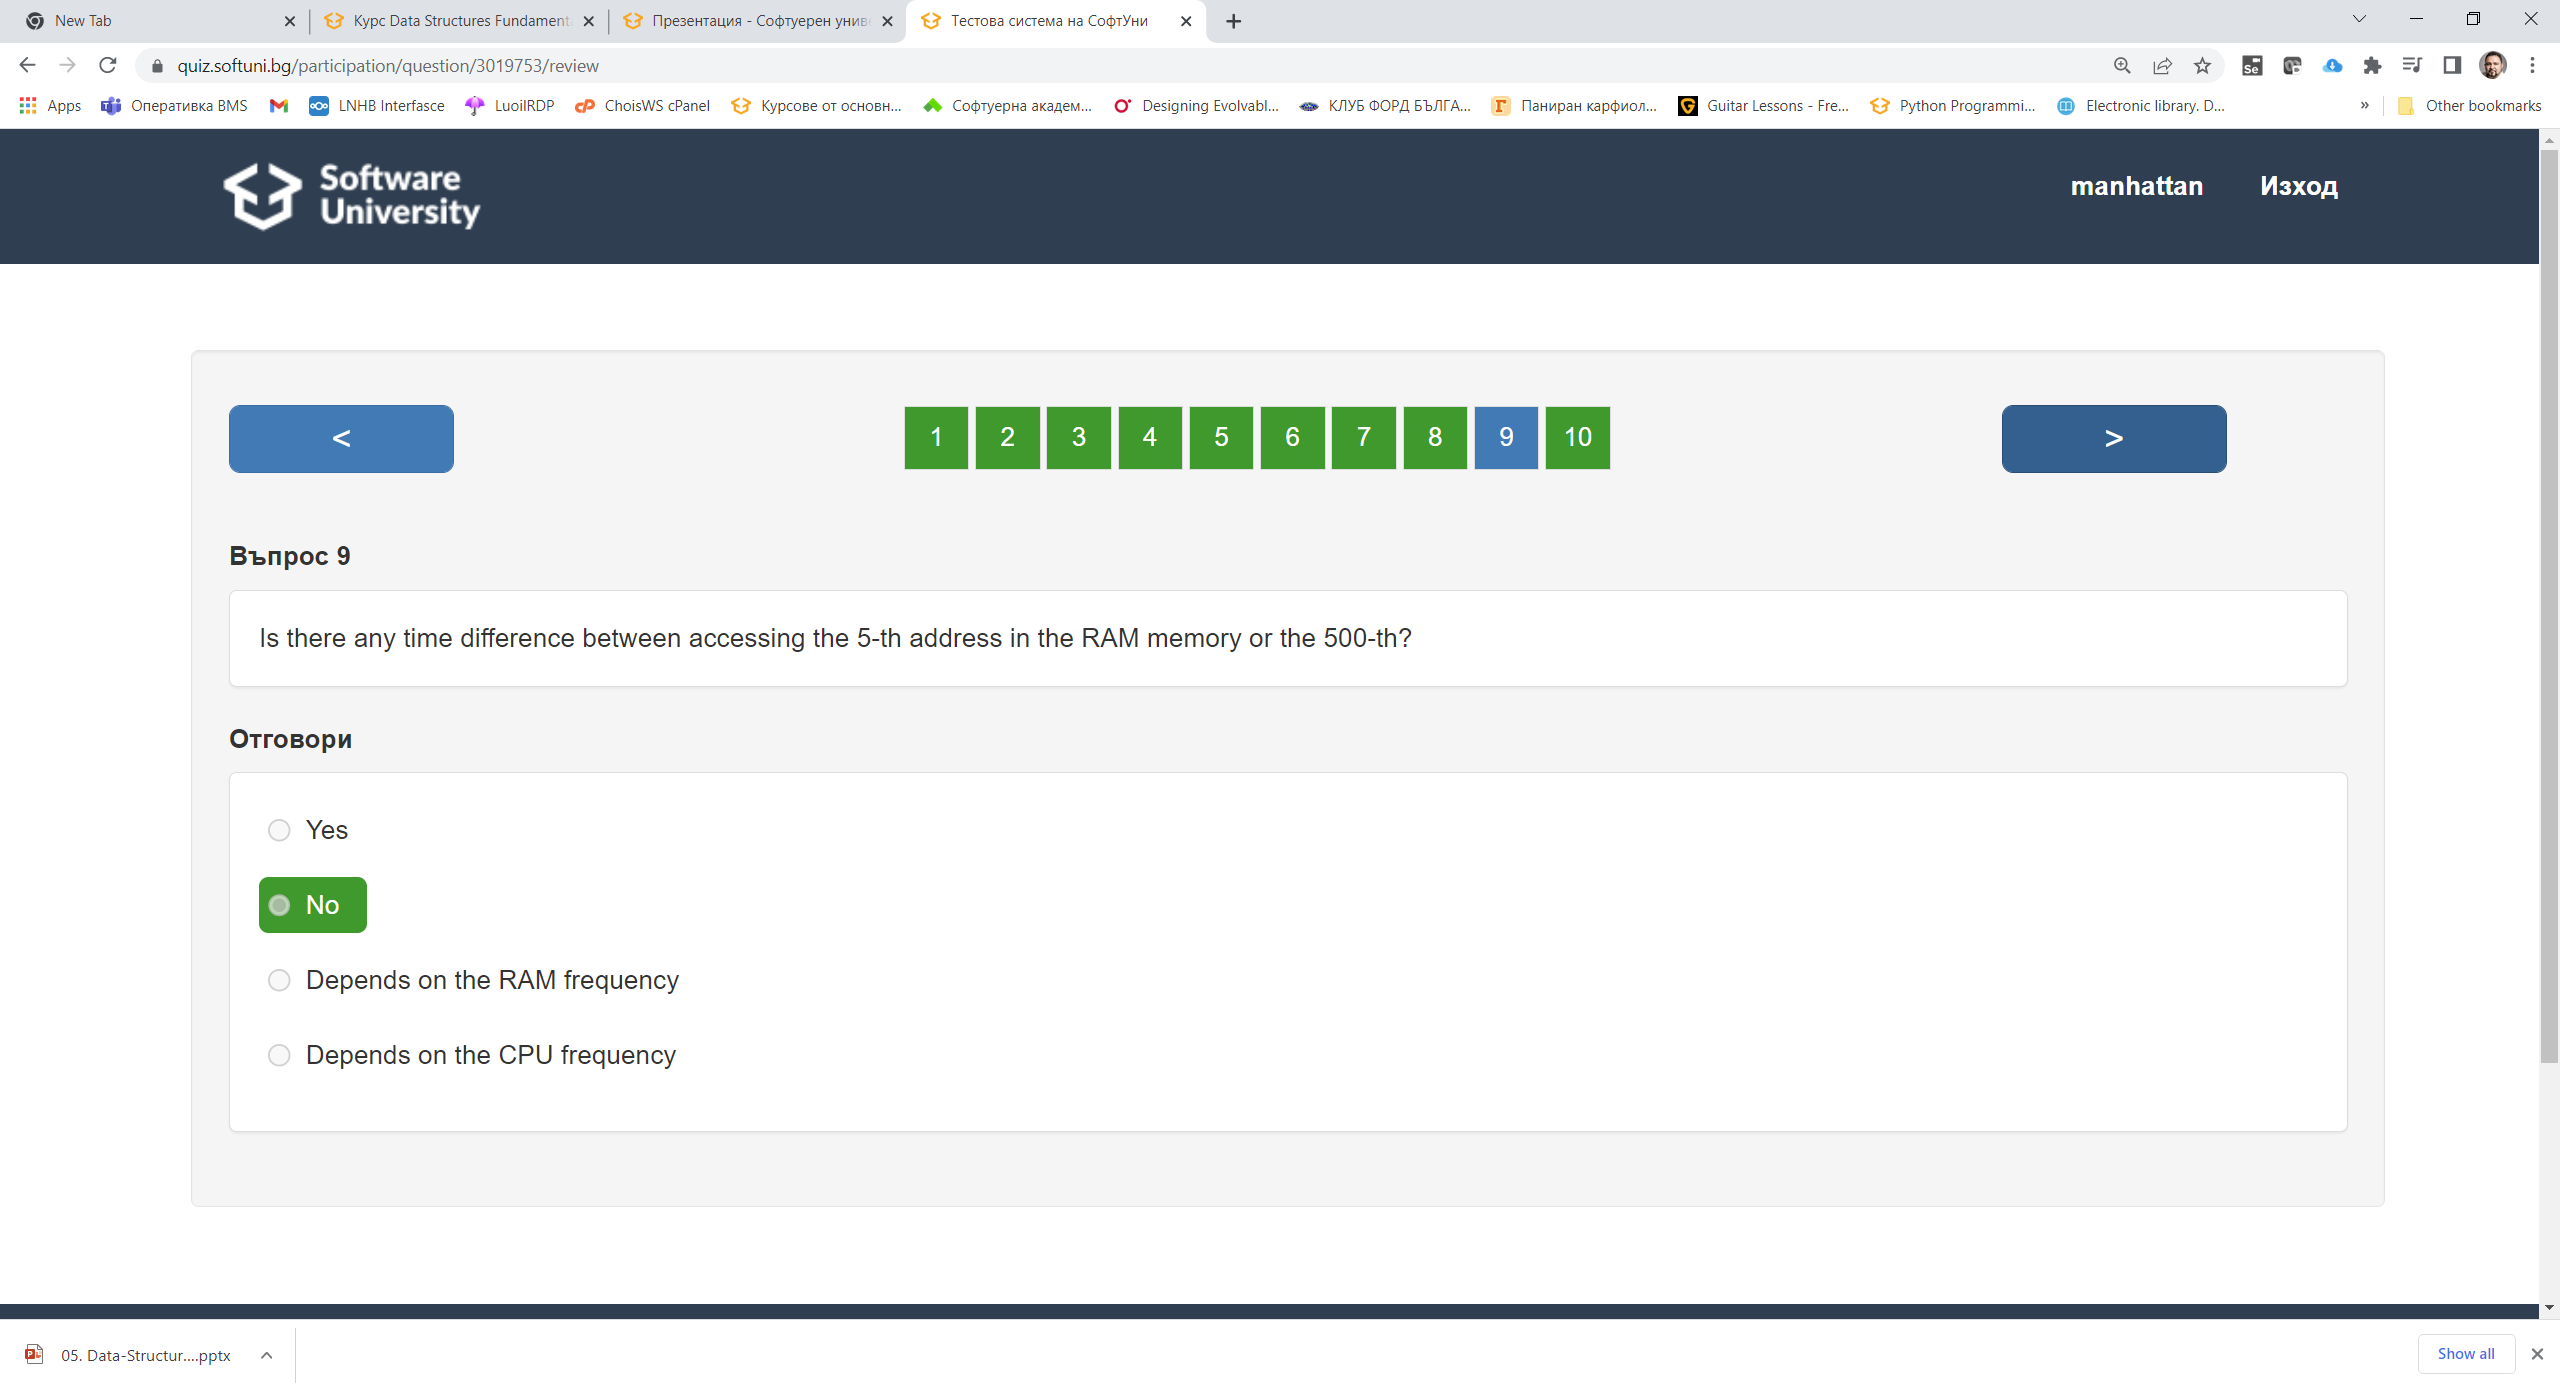 New Tab
Курс Data Structures Fundament
Презентация - Софтуерен униве
Тестова система на СофтУни
quiz.softuni.bg/participation/question/3019753/review
Apps
Оперативка BMS
LNHB Interfasce
LuoilRDP
ChoisWS cPanel
Курсове от основн...
Софтуерна академ...
Designing Evolvabl...
КЛУБ ФОРД БЪЛГА...
Паниран карфиол...
Guitar Lessons - Fre...
Python Programmi...
Electronic library. D...
»
Other bookmarks
Software
University
manhattan
Изход
<
1 2 3 4 5 6 7 8 9 10
>
Въпрос 9
Is there any time difference between accessing the 5-th address in the RAM memory or the 500-th?
Отговори
Yes
No
Depends on the RAM frequency
Depends on the CPU frequency
05. Data-Structur....pptx
Show all